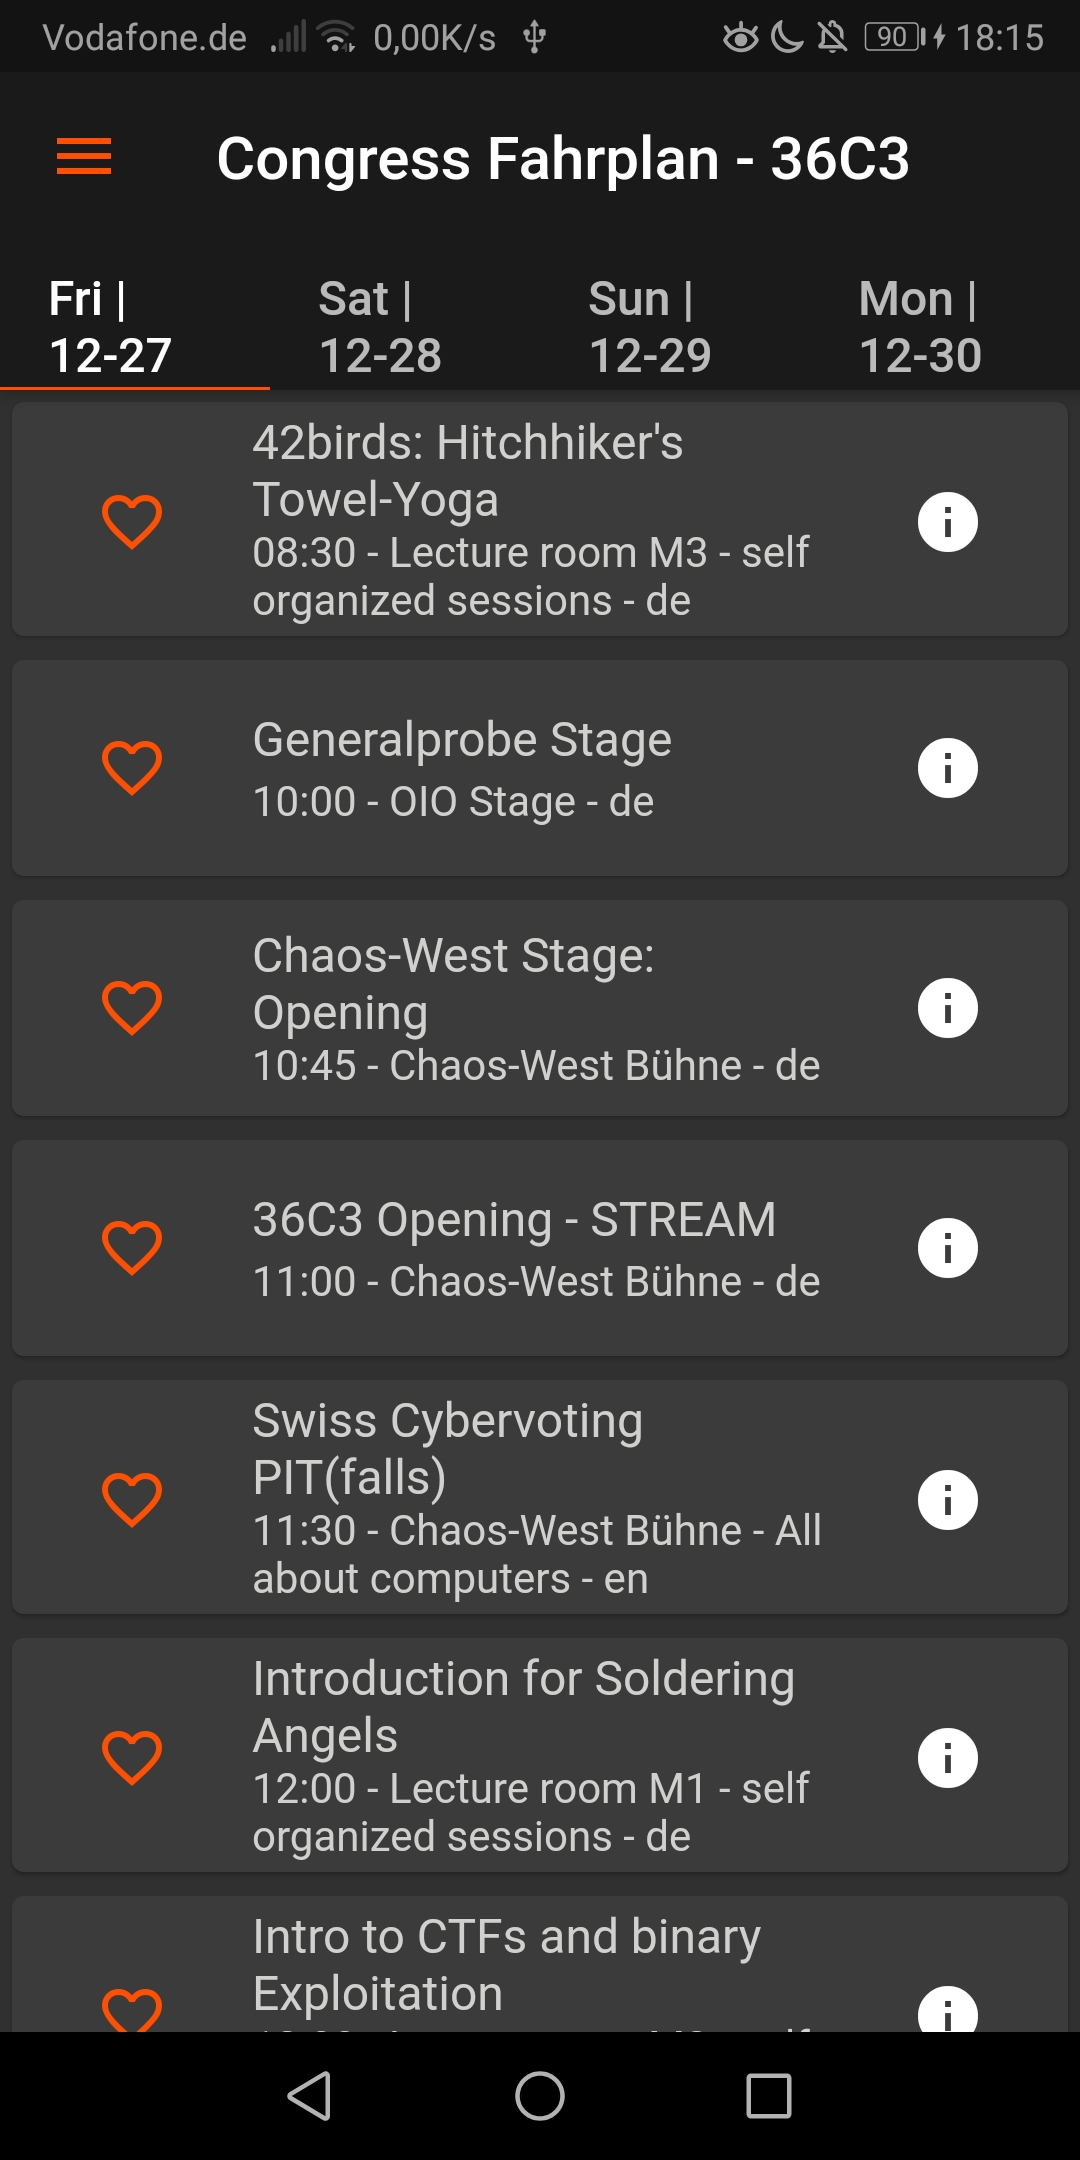 Vodafone.de 0,00K/s 90 18:15
Congress Fahrplan - 36C3
Fri | Sat | Sun | Mon |
12-27 12-28 12-29 12-30
42birds: Hitchhiker's
Towel-Yoga
08:30 - Lecture room M3 - self
organized sessions - de
Generalprobe Stage
10:00 - OIO Stage - de
Chaos-West Stage:
Opening
10:45 - Chaos-West Bühne - de
36C3 Opening - STREAM
11:00 - Chaos-West Bühne - de
Swiss Cybervoting
PIT(falls)
11:30 - Chaos-West Bühne - All
about computers - en
Introduction for Soldering
Angels
12:00 - Lecture room M1 - self
organized sessions - de
Intro to CTFs and binary
Exploitation